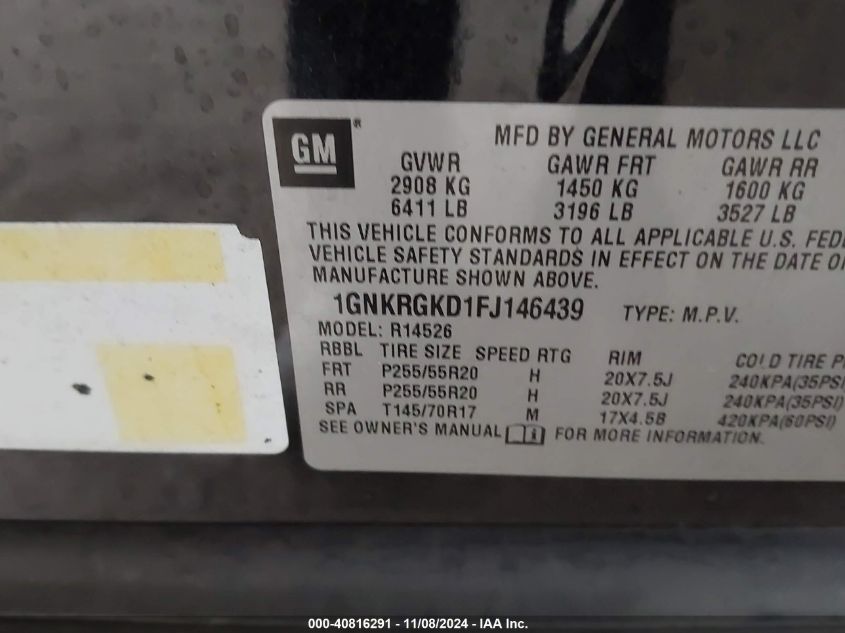 GM®
MFD BY GENERAL MOTORS LLC
GVWR GAWR FRT GAWR RR
2908 KG 1450 KG 1600 KG
6411 LB 3196 LB 3527 LB
THIS VEHICLE CONFORMS TO ALL APPLICABLE U.S. FEDE
VEHICLE SAFETY STANDARDS IN EFFECT ON THE DATE OF
MANUFACTURE SHOWN ABOVE.
1GNKRGKD1FJ146439 TYPE: M.P.V.
MODEL: R14526
RBBL TIRE SIZE SPEED RTG RIM COLD TIRE P
FRT P255/55R20 H 20X7.5J 240KPA(35PSI
RR P255/55R20 H 20X7.5J 240KPA(35PSI)
SPA T145/70R17 M 17X4.5B 420KPA(60PSI)
SEE OWNER'S MANUAL FOR MORE INFORMATION.
000-40816291 - 11/08/2024 - IAA Inc.